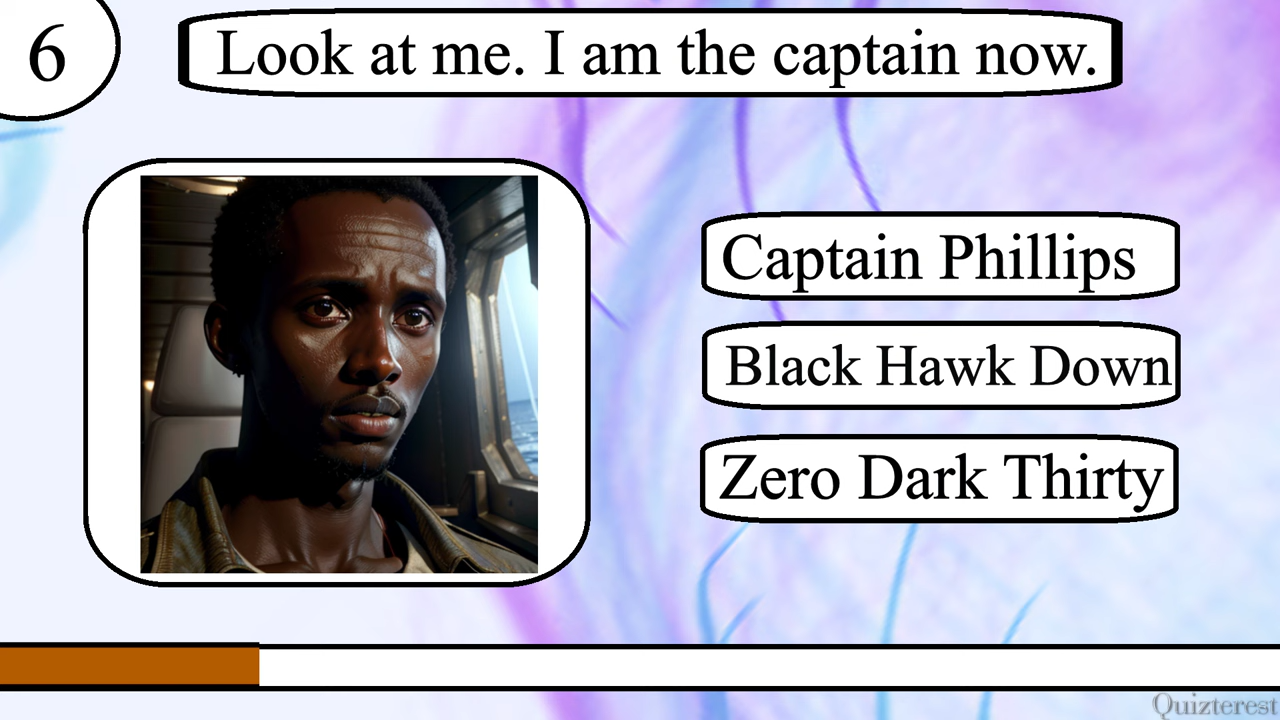 6
Look at me. I am the captain now.
Captain Phillips
Black Hawk Down
Zero Dark Thirty
Quizterest